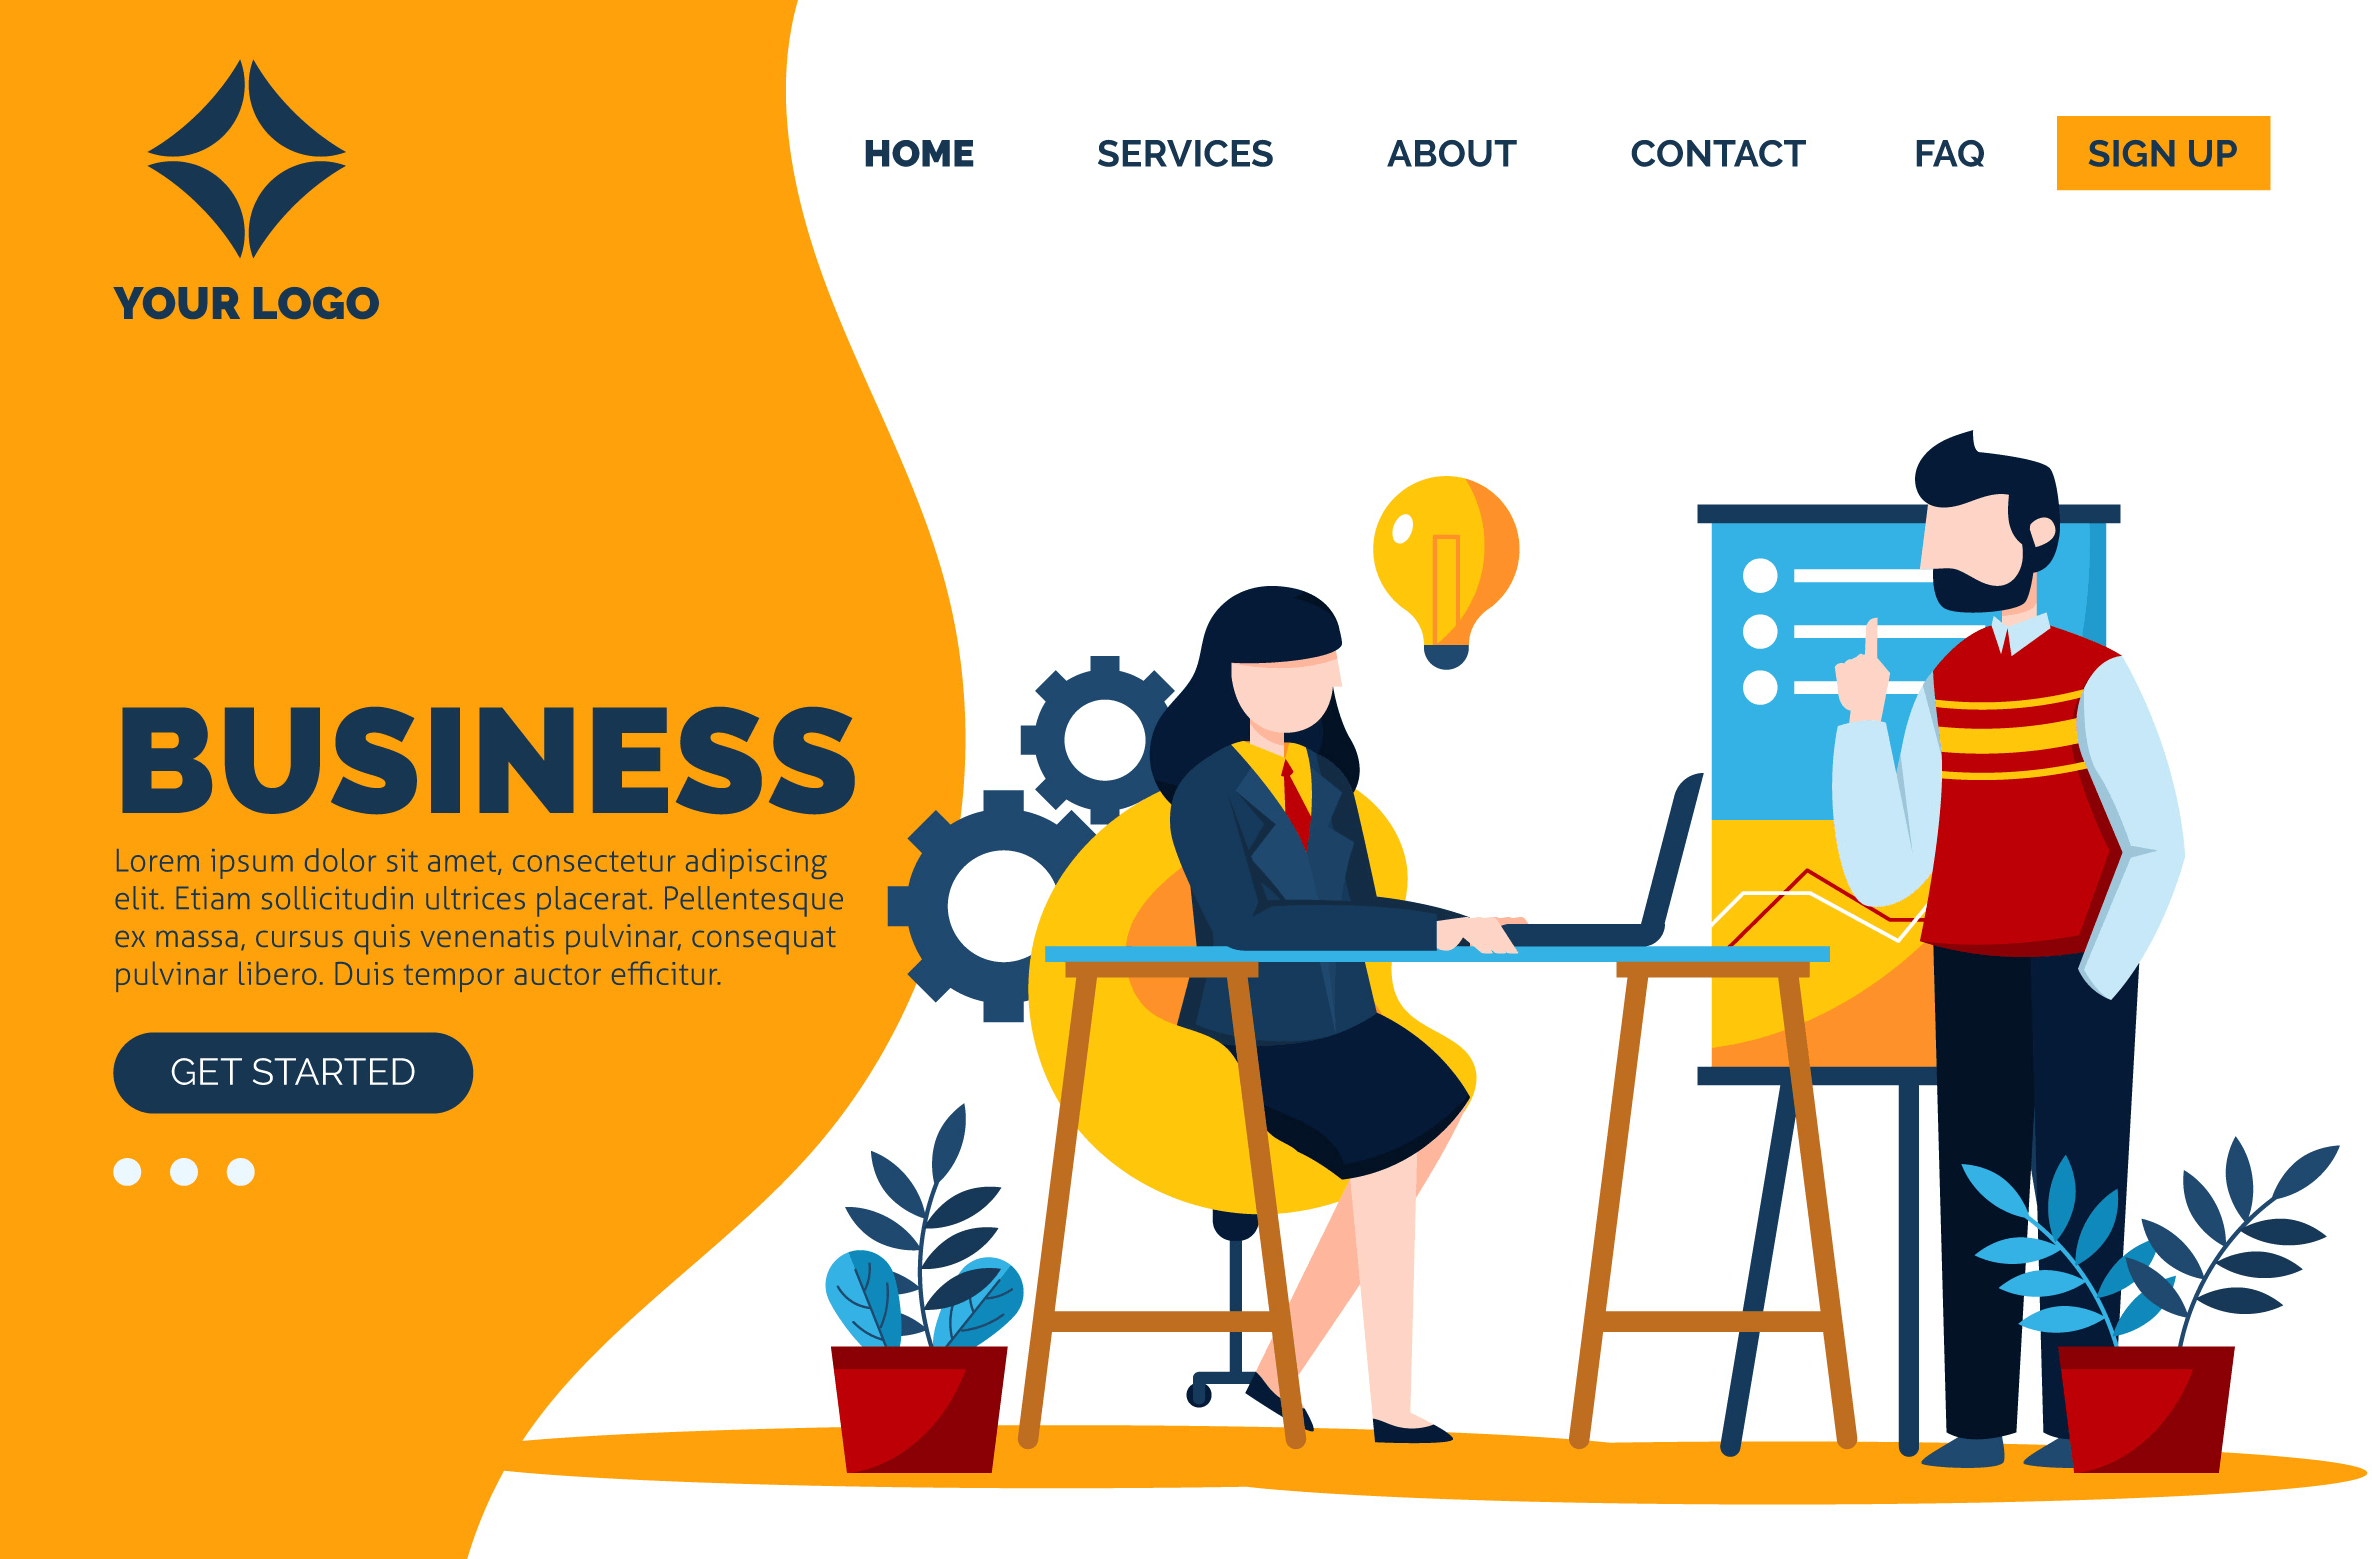 YOUR LOGO
HOME
SERVICES
ABOUT
CONTACT
FAQ
SIGN UP
BUSINESS
Lorem ipsum dolor sit amet, consectetur adipiscing
elit. Etiam sollicitudin ultrices placerat. Pellentesque
ex massa, cursus quis venenatis pulvinar, consequat
pulvinar libero. Duis tempor auctor efficitur.
GET STARTED